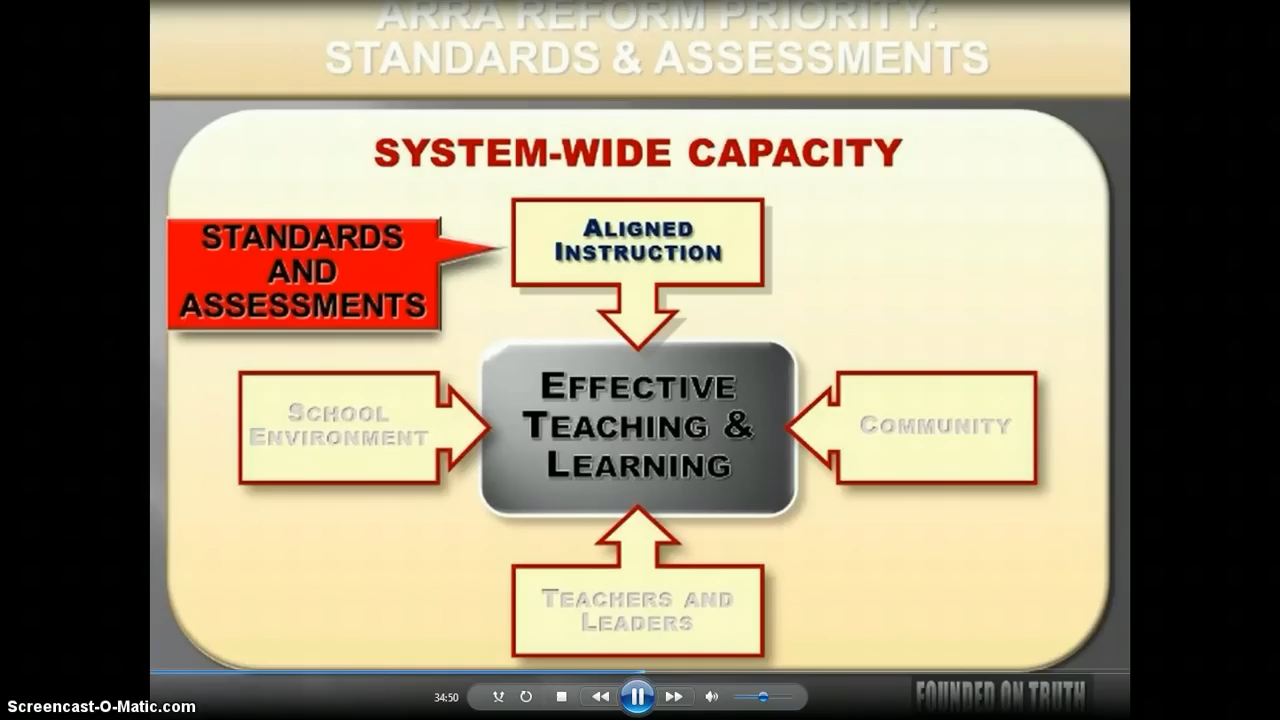 ARRA REFORM PRIORITY:
STANDARDS & ASSESSMENTS
SYSTEM-WIDE CAPACITY
STANDARDS
AND
ASSESSMENTS
ALIGNED
INSTRUCTION
EFFECTIVE
TEACHING &
LEARNING
SCHOOL
ENVIRONMENT
COMMUNITY
TEACHERS AND
LEADERS
34:50
FOUNDED ON TRUTH
Screencast-O-Matic.com